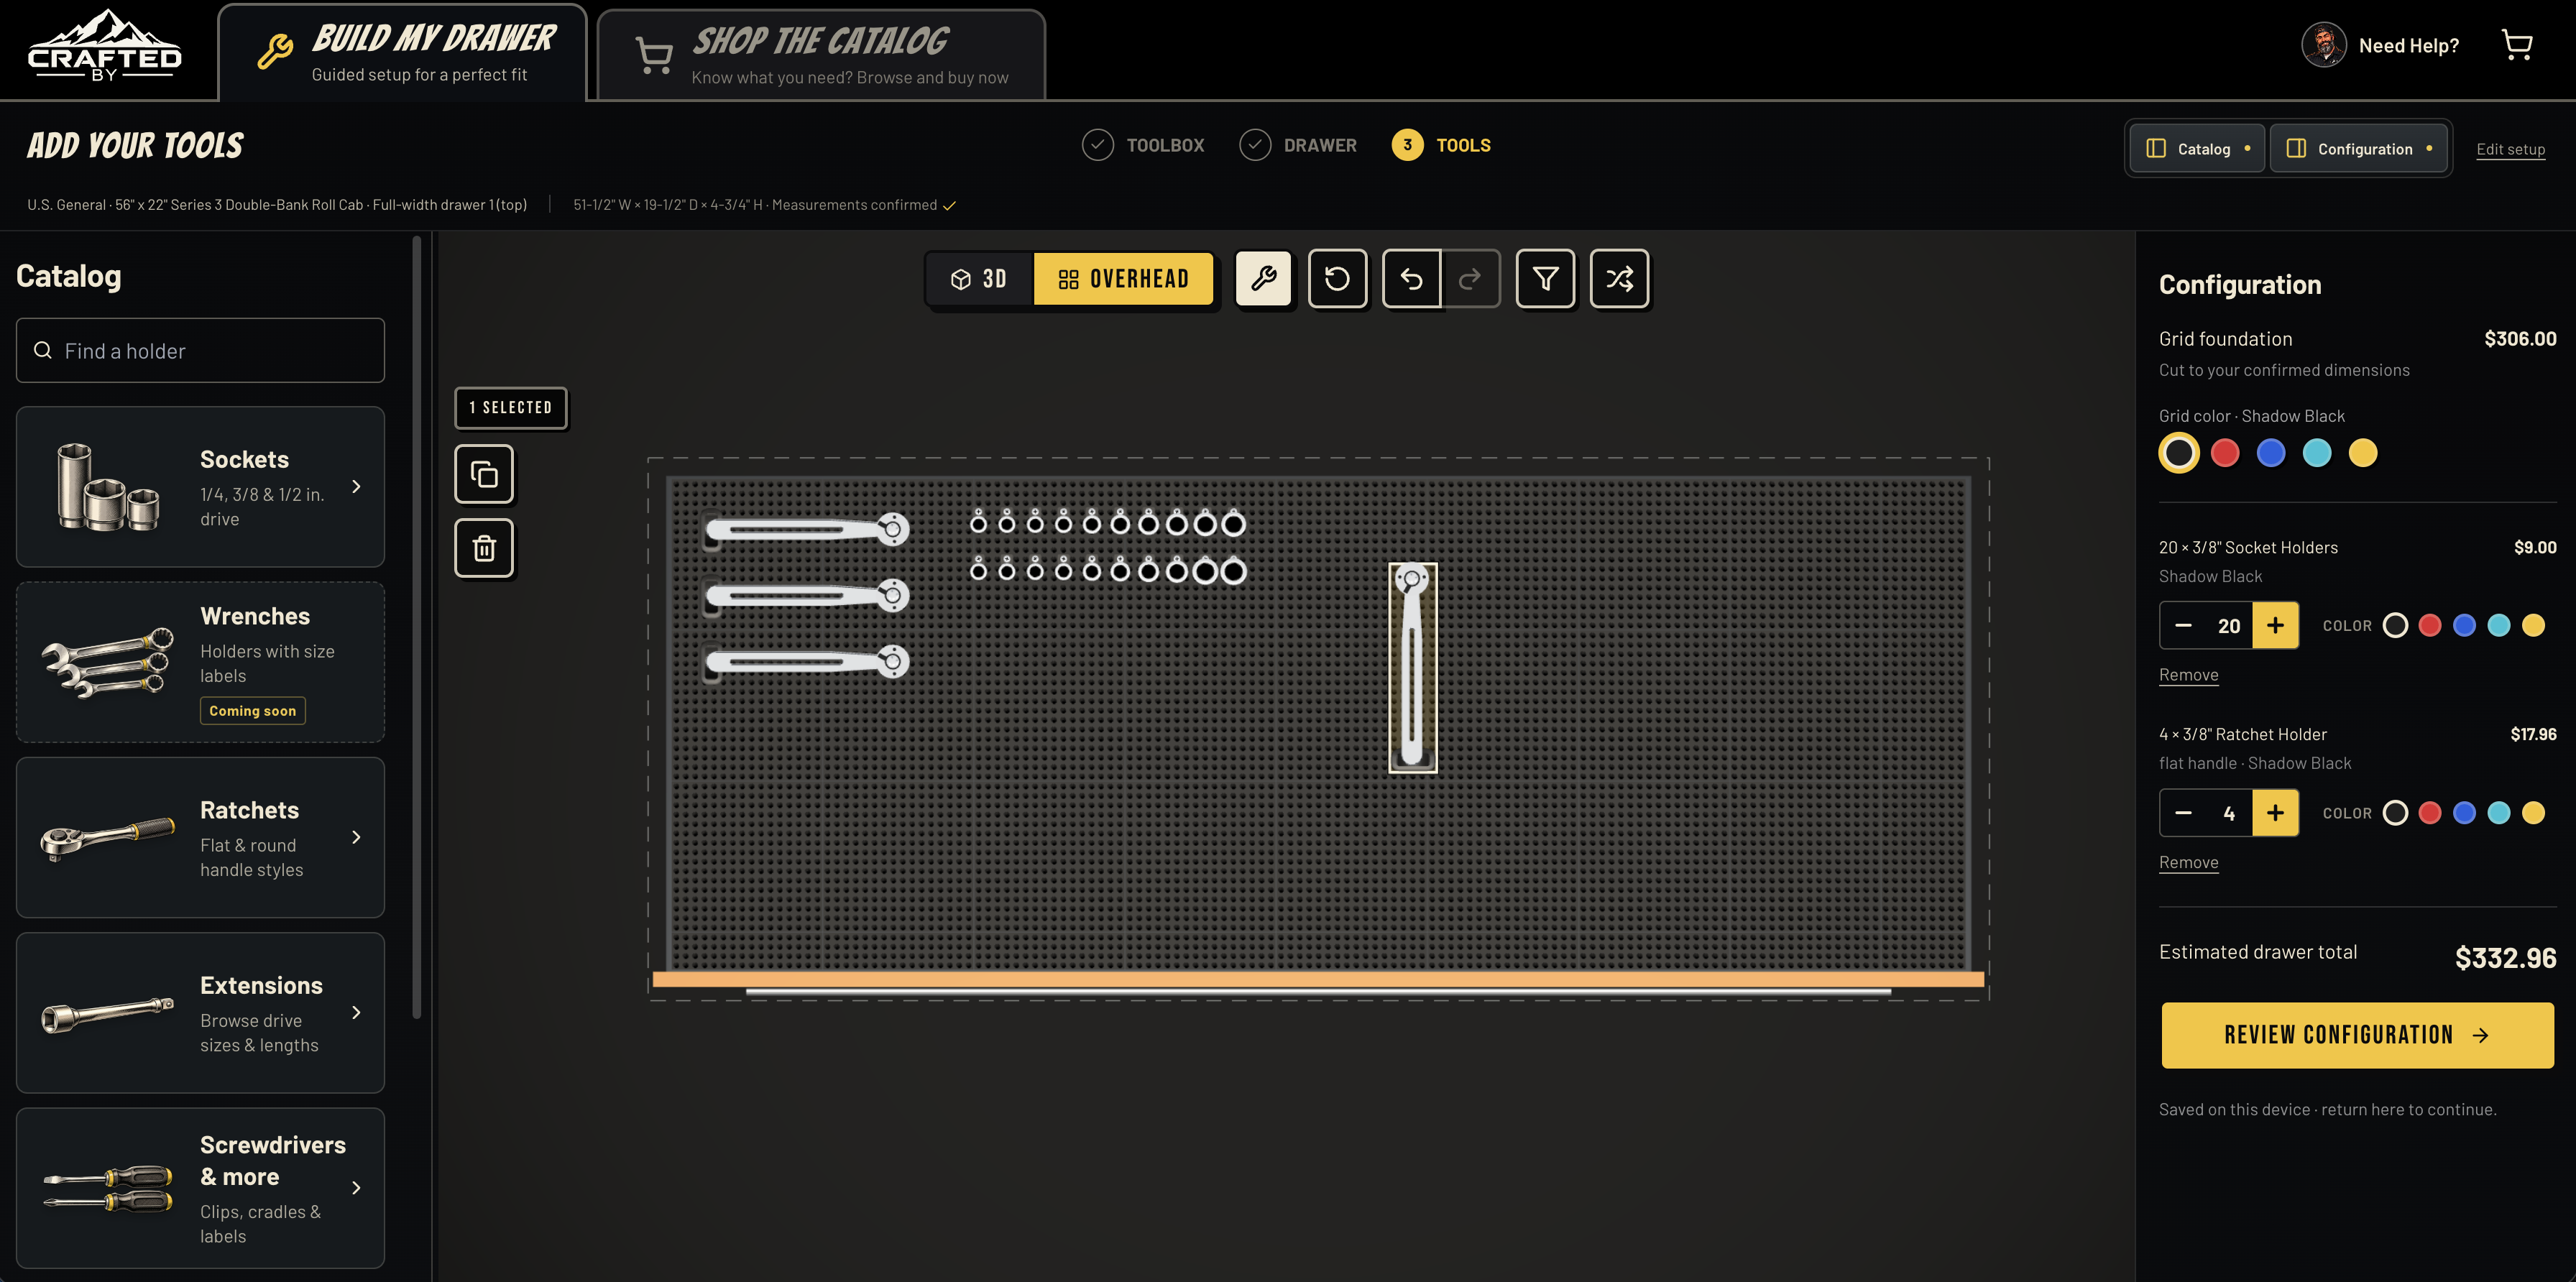 CRAFTED
BY
BUILD MY DRAWER
Guided setup for a perfect fit
SHOP THE CATALOG
Know what you need? Browse and buy now
Need Help?
ADD YOUR TOOLS
TOOLBOX
DRAWER
3 TOOLS
Catalog
Configuration
Edit setup
U.S. General · 56" x 22" Series 3 Double-Bank Roll Cab · Full-width drawer 1 (top)
51-1/2" W × 19-1/2" D × 4-3/4" H · Measurements confirmed
Catalog
Find a holder
Sockets
1/4, 3/8 & 1/2 in.
drive
Wrenches
Holders with size
labels
Coming soon
Ratchets
Flat & round
handle styles
Extensions
Browse drive
sizes & lengths
Screwdrivers
& more
Clips, cradles &
labels
3D
OVERHEAD
1 SELECTED
Configuration
Grid foundation $306.00
Cut to your confirmed dimensions
Grid color · Shadow Black
20 × 3/8" Socket Holders $9.00
Shadow Black
20 COLOR
Remove
4 × 3/8" Ratchet Holder $17.96
flat handle · Shadow Black
4 COLOR
Remove
Estimated drawer total $332.96
REVIEW CONFIGURATION
Saved on this device · return here to continue.